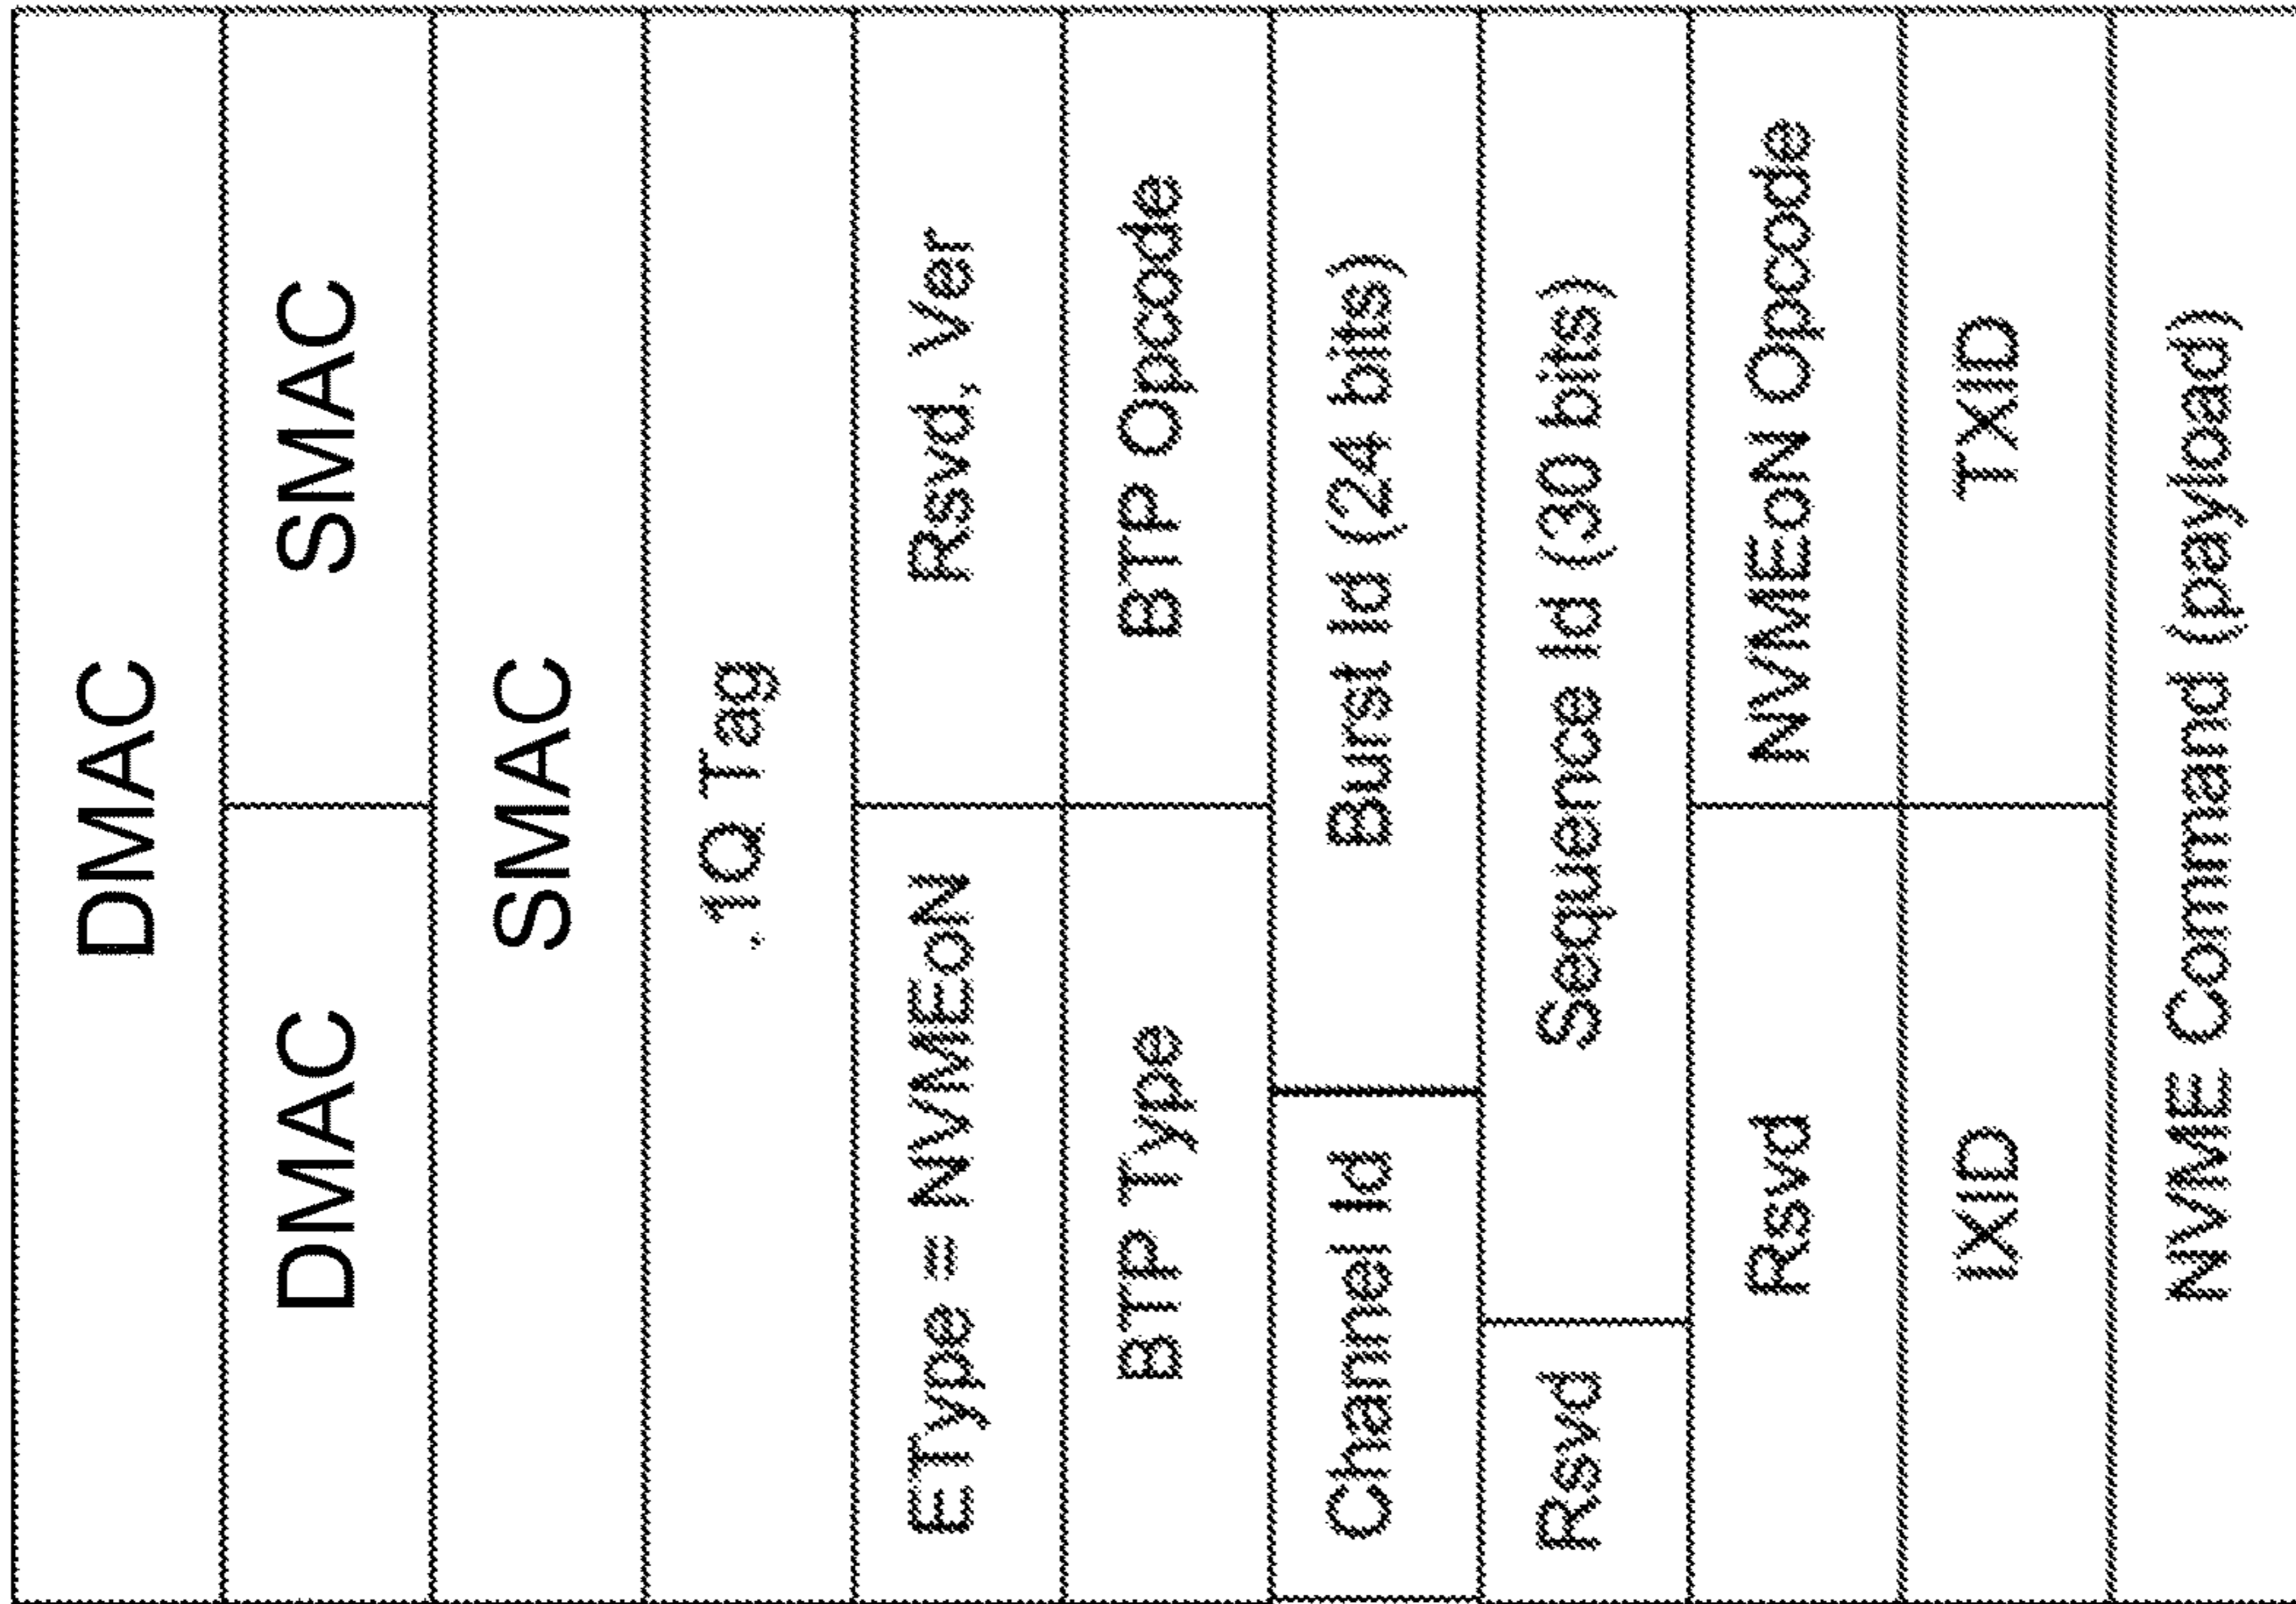 DMAC
DMAC SMAC
SMAC
.1Q Tag
EType = NVMEoN Rsvd, Ver
BTP Type BTP Opcode
Channel Id Burst Id (24 bits)
Rsvd Sequence Id (30 bits)
Rsvd NVMEoN Opcode
IXID TXID
NVME Command (payload)